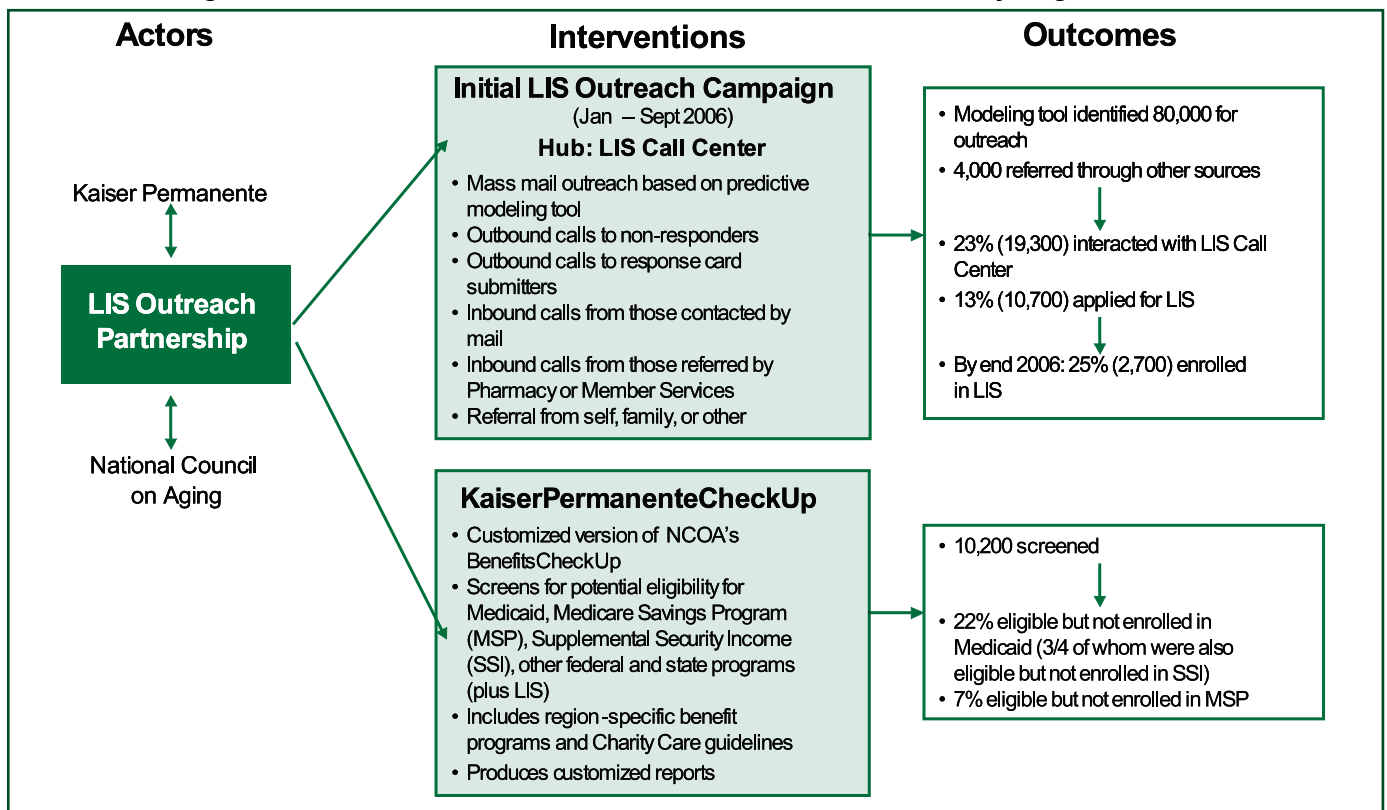 Actors
Interventions
Outcomes
Kaiser Permanente
LIS Outreach
Partnership
National Council
on Aging
Initial LIS Outreach Campaign
(Jan – Sept 2006)
Hub: LIS Call Center
• Mass mail outreach based on predictive
modeling tool
• Outbound calls to non-responders
• Outbound calls to response card
submitters
• Inbound calls from those contacted by
mail
• Inbound calls from those referred by
Pharmacy or Member Services
• Referral from self, family, or other
• Modeling tool identified 80,000 for
outreach
• 4,000 referred through other sources
• 23% (19,300) interacted with LIS Call
Center
• 13% (10,700) applied for LIS
• By end 2006: 25% (2,700) enrolled
in LIS
KaiserPermanenteCheckUp
• Customized version of NCOA's
BenefitsCheckUp
• Screens for potential eligibility for
Medicaid, Medicare Savings Program
(MSP), Supplemental Security Income
(SSI), other federal and state programs
(plus LIS)
• Includes region-specific benefit
programs and Charity Care guidelines
• Produces customized reports
• 10,200 screened
• 22% eligible but not enrolled in
Medicaid (3/4 of whom were also
eligible but not enrolled in SSI)
• 7% eligible but not enrolled in MSP